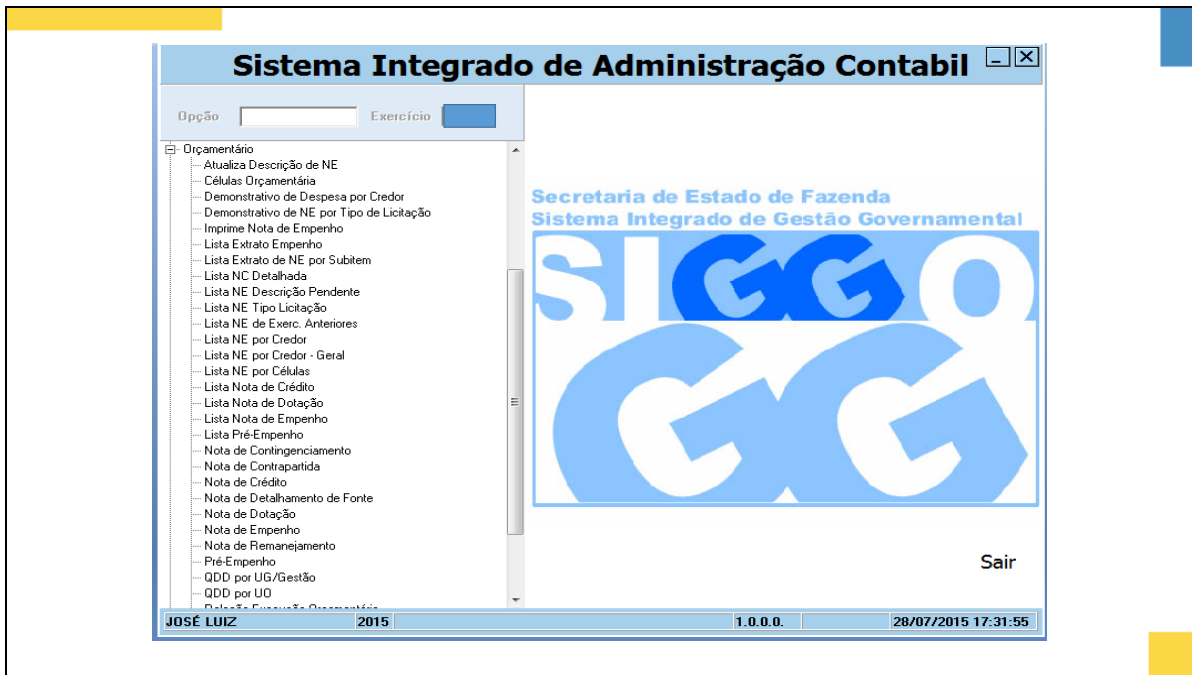 Sistema Integrado de Administração Contabil
Opção Exercício
Orçamentário
Atualiza Descrição de NE
Células Orçamentária
Demonstrativo de Despesa por Credor
Demonstrativo de NE por Tipo de Licitação
Imprime Nota de Empenho
Lista Extrato Empenho
Lista Extrato de NE por Subitem
Lista NC Detalhada
Lista NE Descrição Pendente
Lista NE Tipo Licitação
Lista NE de Exerc. Anteriores
Lista NE por Credor
Lista NE por Credor - Geral
Lista NE por Células
Lista Nota de Crédito
Lista Nota de Dotação
Lista Nota de Empenho
Lista Pré-Empenho
Nota de Contingenciamento
Nota de Contrapartida
Nota de Crédito
Nota de Detalhamento de Fonte
Nota de Dotação
Nota de Empenho
Nota de Remanejamento
Pré-Empenho
QDD por UG/Gestão
QDD por UO
Secretaria de Estado de Fazenda
Sistema Integrado de Gestão Governamental
SIGGO
GG
Sair
JOSÉ LUIZ 2015 1.0.0.0. 28/07/2015 17:31:55